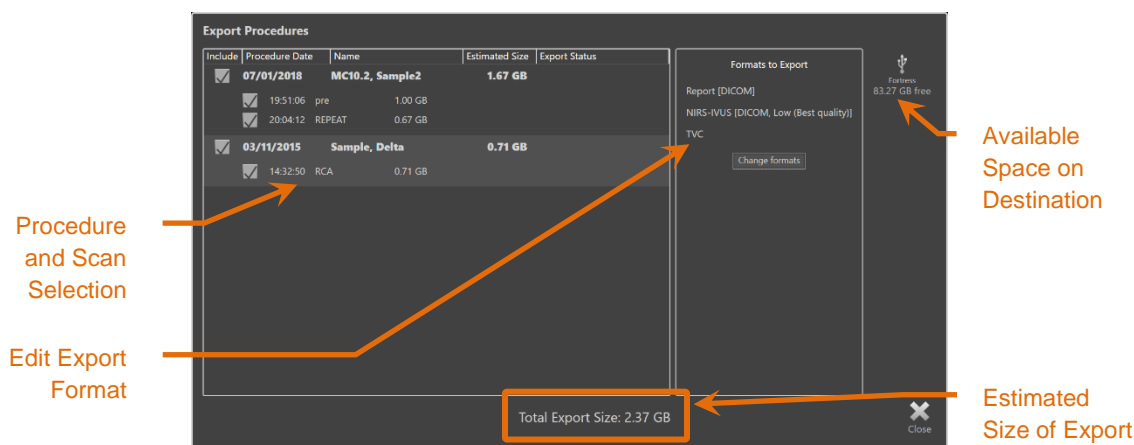 Export Procedures
Include Procedure Date Name Estimated Size Export Status
07/01/2018 MC10.2, Sample2 1.67 GB
19:51:06 pre 1.00 GB
20:04:12 REPEAT 0.67 GB
03/11/2015 Sample, Delta 0.71 GB
14:32:50 RCA 0.71 GB
Formats to Export
Report [DICOM]
NIRS-IVUS [DICOM, Low (Best quality)]
TVC
Change formats
Fortress
83.27 GB free
Available
Space on
Destination
Procedure
and Scan
Selection
Edit Export
Format
Total Export Size: 2.37 GB
Close
Estimated
Size of Export